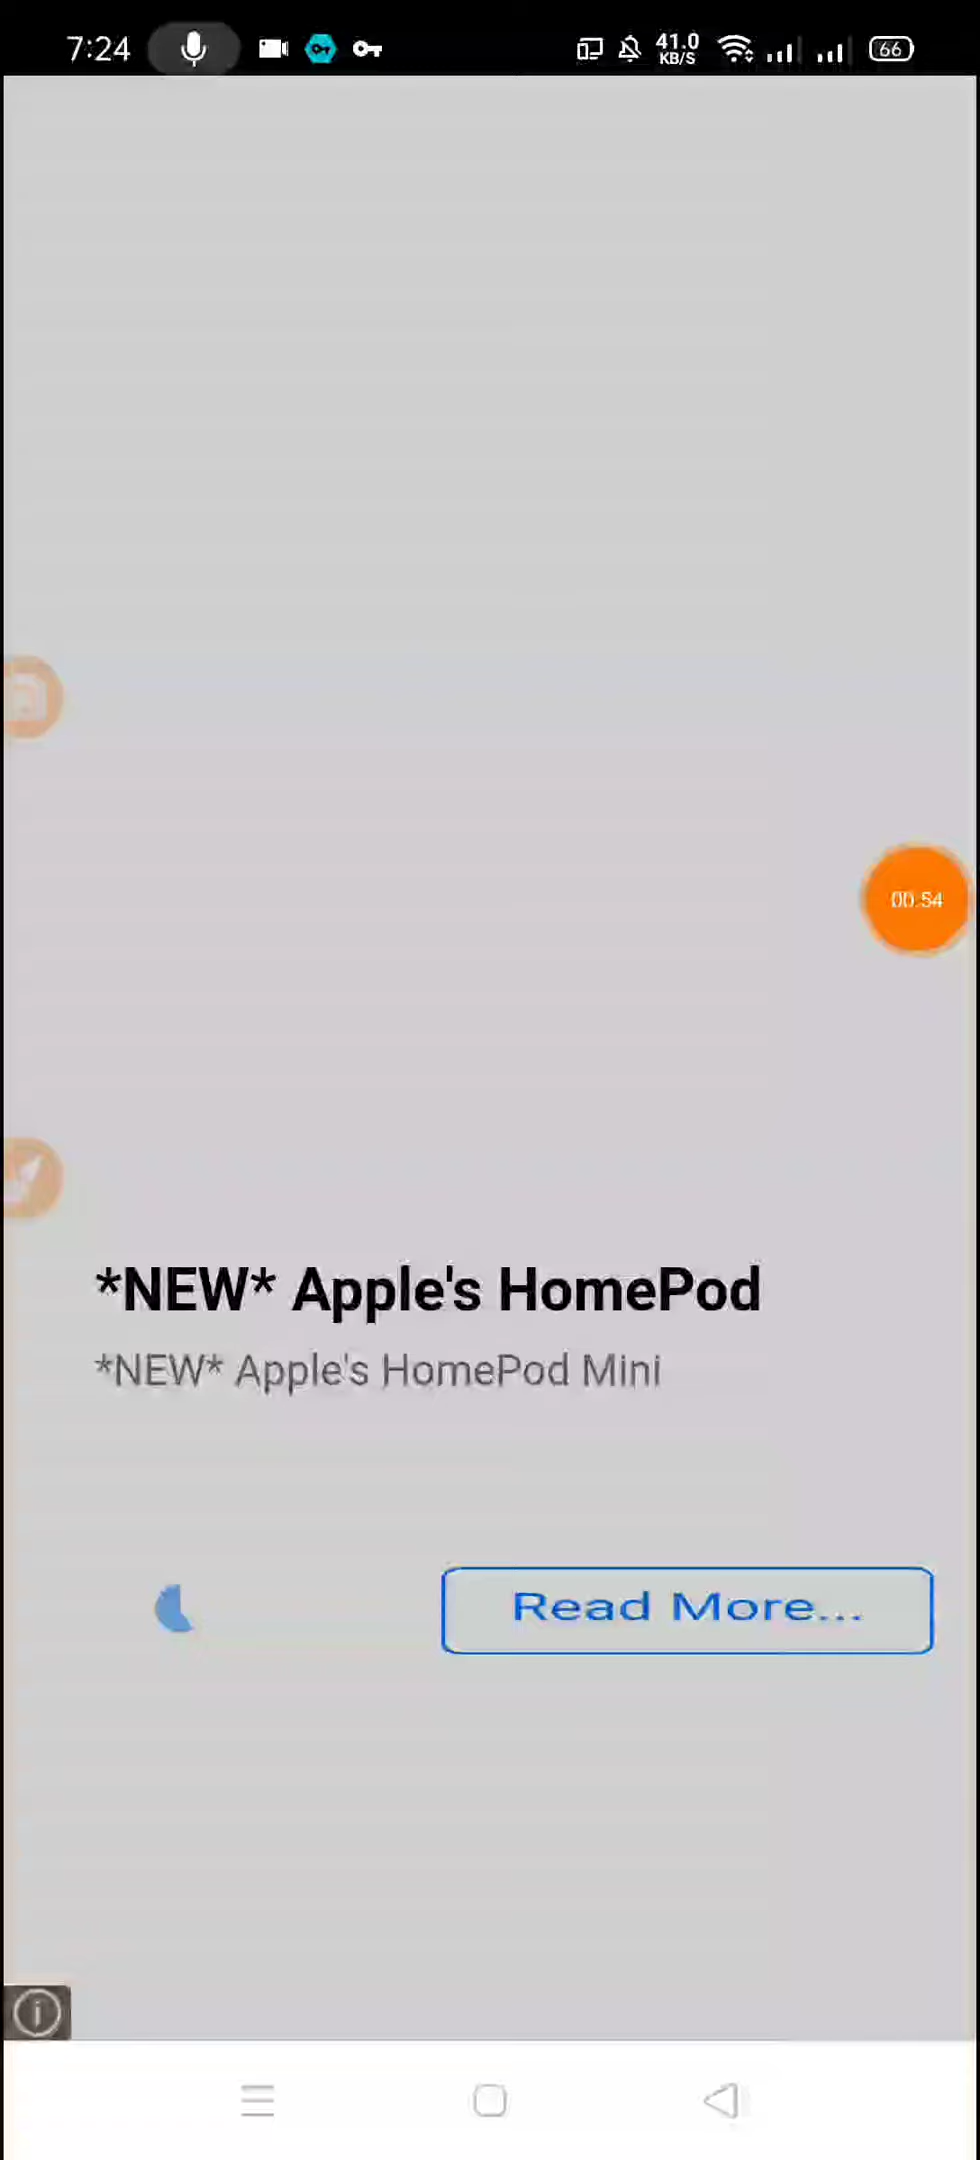 7:24
41.0
KB/S
66
00:54
*NEW* Apple's HomePod
*NEW* Apple's HomePod Mini
Read More...